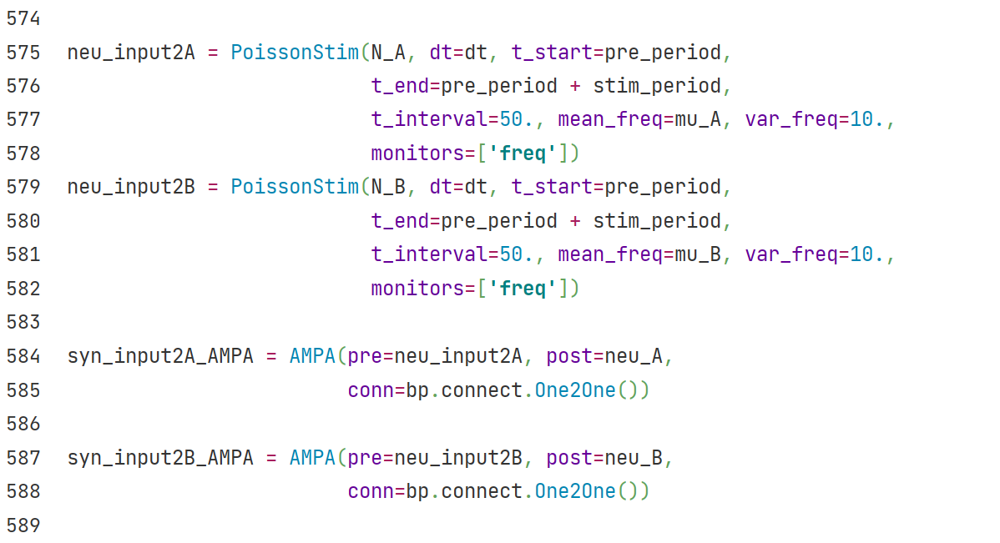 574
575 neu_input2A = PoissonStim(N_A, dt=dt, t_start=pre_period,
576 t_end=pre_period + stim_period,
577 t_interval=50., mean_freq=mu_A, var_freq=10.,
578 monitors=['freq'])
579 neu_input2B = PoissonStim(N_B, dt=dt, t_start=pre_period,
580 t_end=pre_period + stim_period,
581 t_interval=50., mean_freq=mu_B, var_freq=10.,
582 monitors=['freq'])
583
584 syn_input2A_AMPA = AMPA(pre=neu_input2A, post=neu_A,
585 conn=bp.connect.One2One())
586
587 syn_input2B_AMPA = AMPA(pre=neu_input2B, post=neu_B,
588 conn=bp.connect.One2One())
589